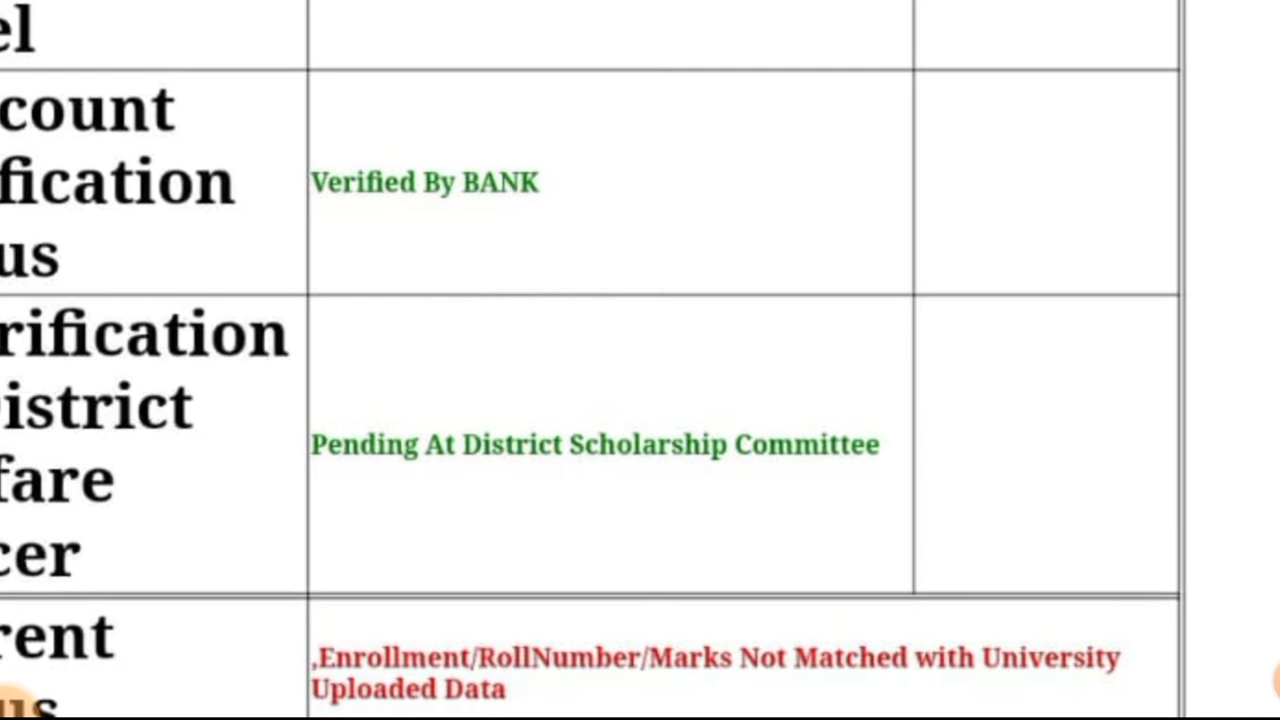 el
count
fication
us
Verified By BANK
rification
istrict
fare
cer
Pending At District Scholarship Committee
rent
us
,Enrollment/RollNumber/Marks Not Matched with University
Uploaded Data